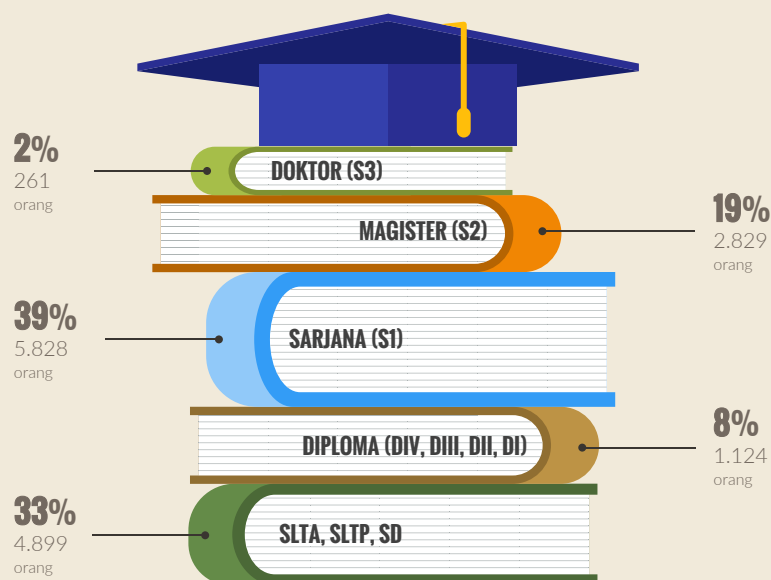 2%
261
orang
DOKTOR (S3)
MAGISTER (S2)
19%
2.829
orang
39%
5.828
orang
SARJANA (S1)
DIPLOMA (DIV, DIII, DII, DI)
8%
1.124
orang
33%
4.899
orang
SLTA, SLTP, SD